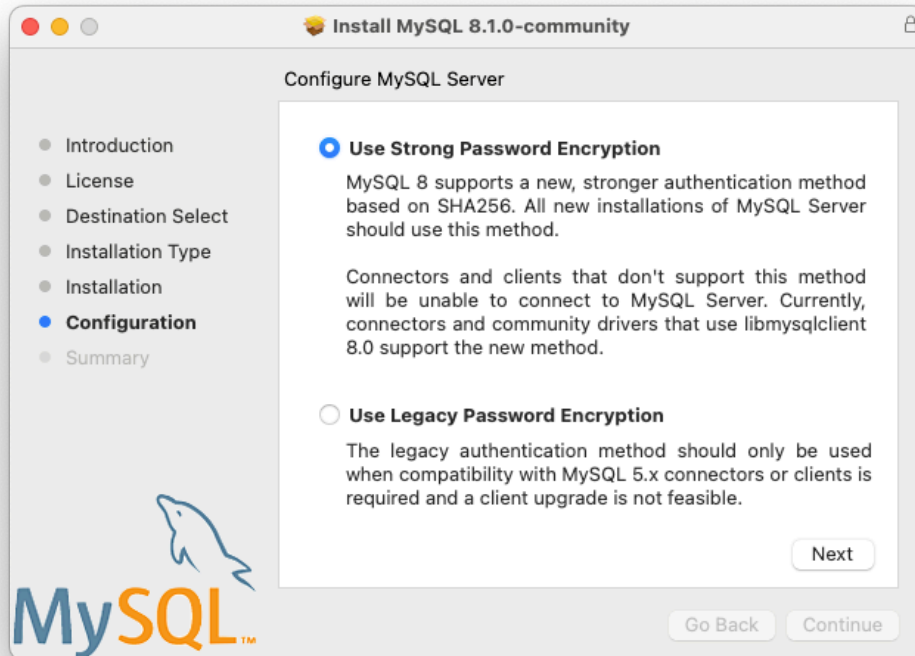 Install MySQL 8.1.0-community
Configure MySQL Server
Introduction
License
Destination Select
Installation Type
Installation
Configuration
Summary
Use Strong Password Encryption
MySQL 8 supports a new, stronger authentication method
based on SHA256. All new installations of MySQL Server
should use this method.
Connectors and clients that don't support this method
will be unable to connect to MySQL Server. Currently,
connectors and community drivers that use libmysqlclient
8.0 support the new method.
Use Legacy Password Encryption
The legacy authentication method should only be used
when compatibility with MySQL 5.x connectors or clients is
required and a client upgrade is not feasible.
Next
MySQL™
Go Back
Continue